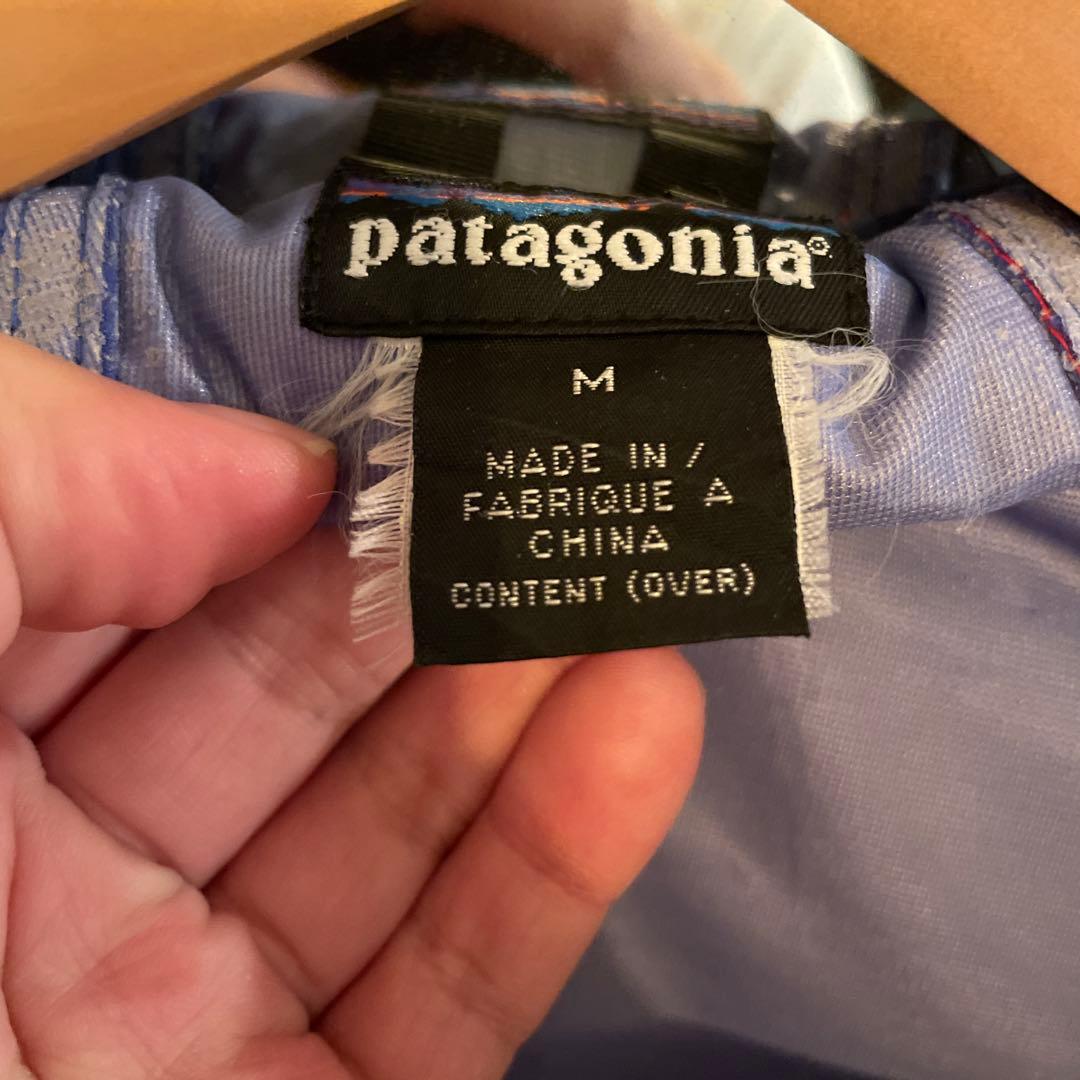 patagonia®
M
MADE IN /
FABRIQUE A
CHINA
CONTENT (OVER)